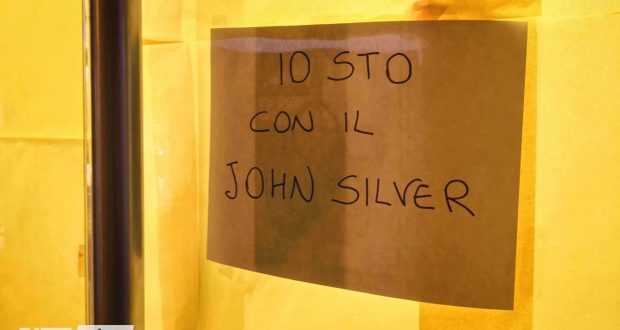 IO STO
CON IL
JOHN SILVER